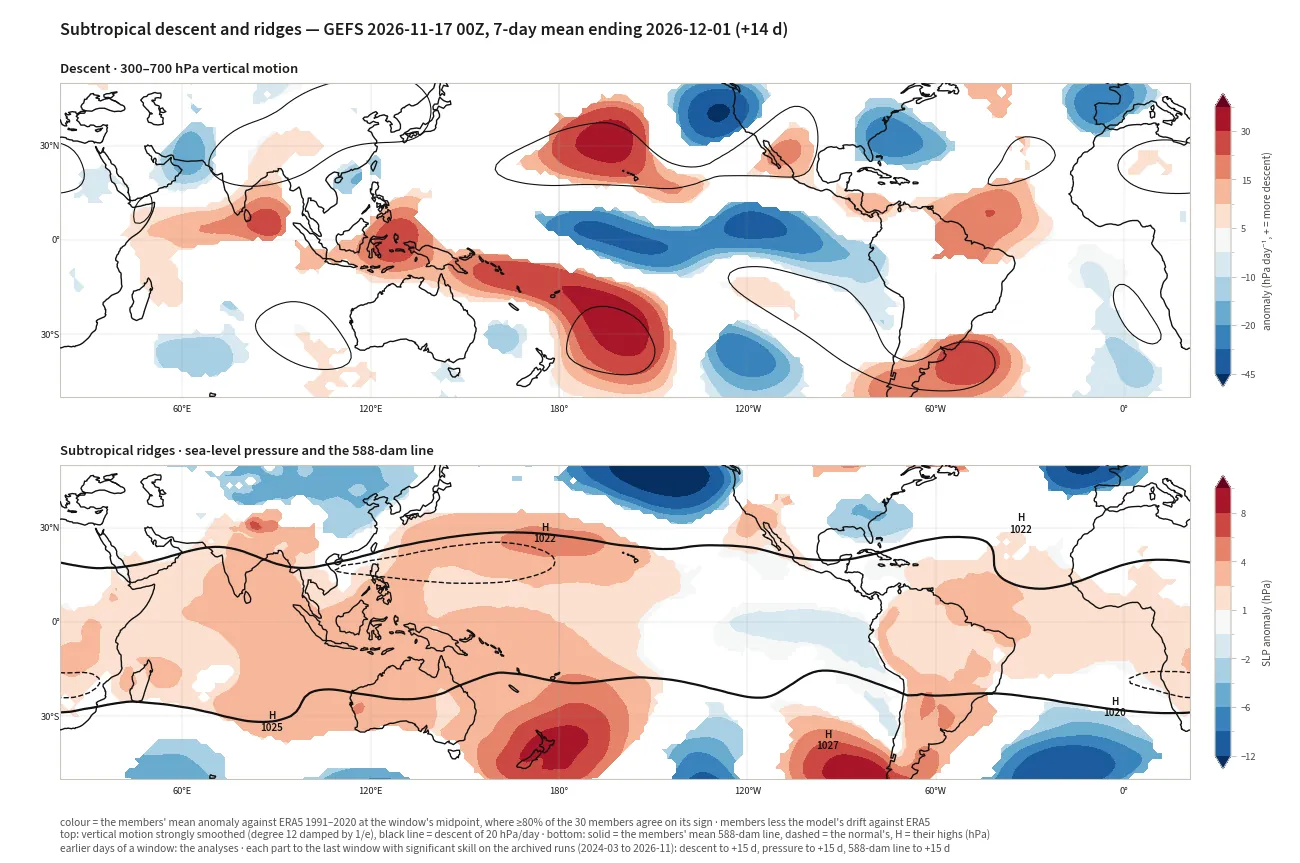 Subtropical descent and ridges — GEFS 2026-11-17 00Z, 7-day mean ending 2026-12-01 (+14 d)
Descent · 300–700 hPa vertical motion
30°N
0°
30°S
60°E
120°E
180°
120°W
60°W
0°
30
15
5
−10
−20
−45
anomaly (hPa day⁻¹, + = more descent)
Subtropical ridges · sea-level pressure and the 588-dam line
30°N
0°
30°S
H
1022
H
1022
H
1025
H
1027
H
1020
60°E
120°E
180°
120°W
60°W
0°
8
4
1
−2
−6
−12
SLP anomaly (hPa)
colour = the members' mean anomaly against ERA5 1991–2020 at the window's midpoint, where ≥80% of the 30 members agree on its sign · members less the model's drift against ERA5
top: vertical motion strongly smoothed (degree 12 damped by 1/e), black line = descent of 20 hPa/day · bottom: solid = the members' mean 588-dam line, dashed = the normal's, H = their highs (hPa)
earlier days of a window: the analyses · each part to the last window with significant skill on the archived runs (2024-03 to 2026-11): descent to +15 d, pressure to +15 d, 588-dam line to +15 d